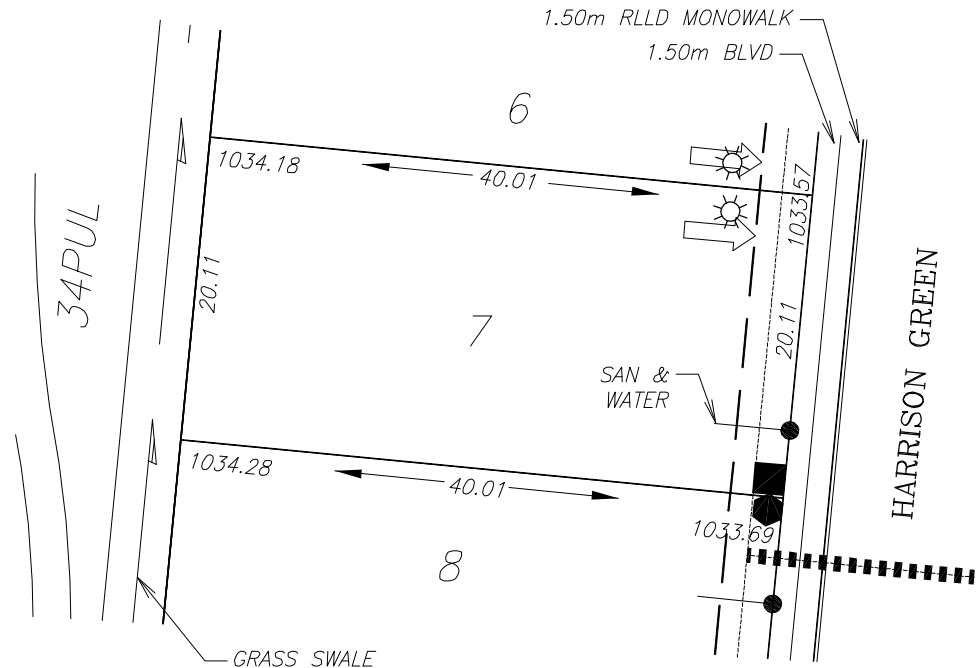 1.50m RLLD MONOWALK
1.50m BLVD
6
1034.18
40.01
1033.57
34PUL
20.11
7
20.11
HARRISON GREEN
SAN &
WATER
1034.28
40.01
1033.69
8
GRASS SWALE